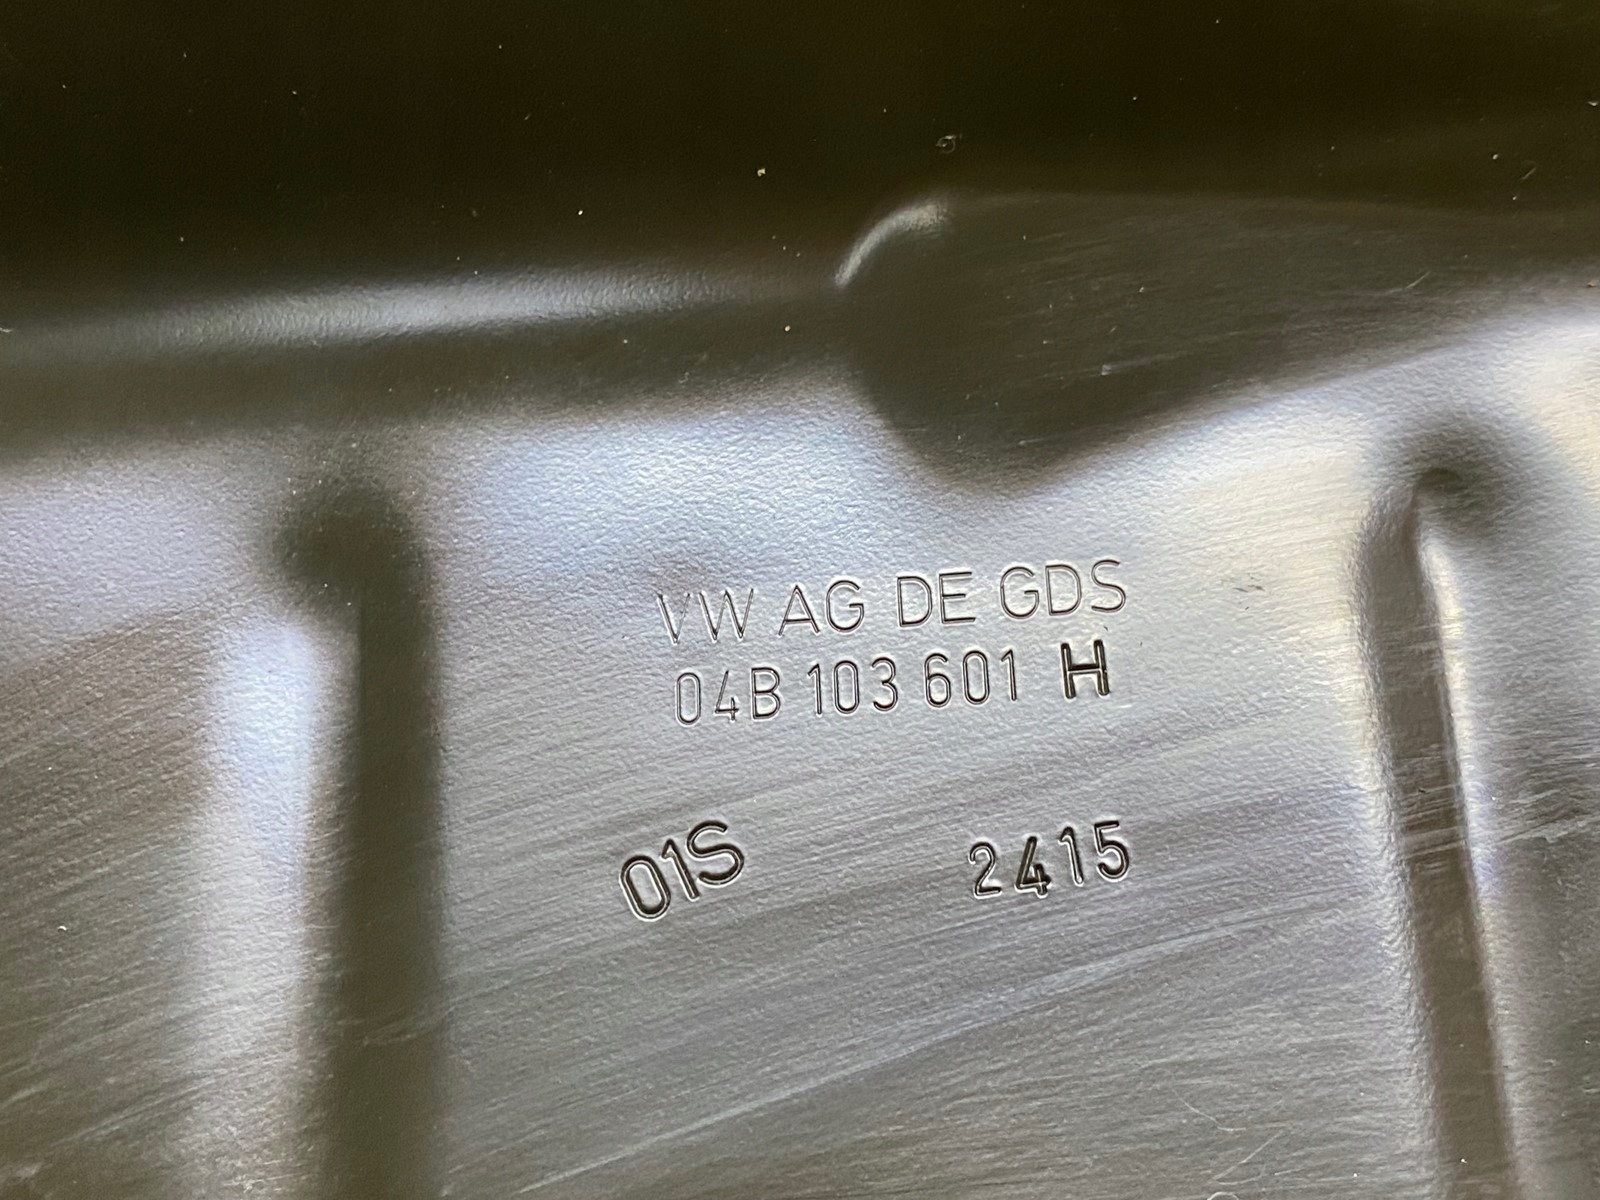 VW AG DE GDS
04B 103 601 H
01S 2415